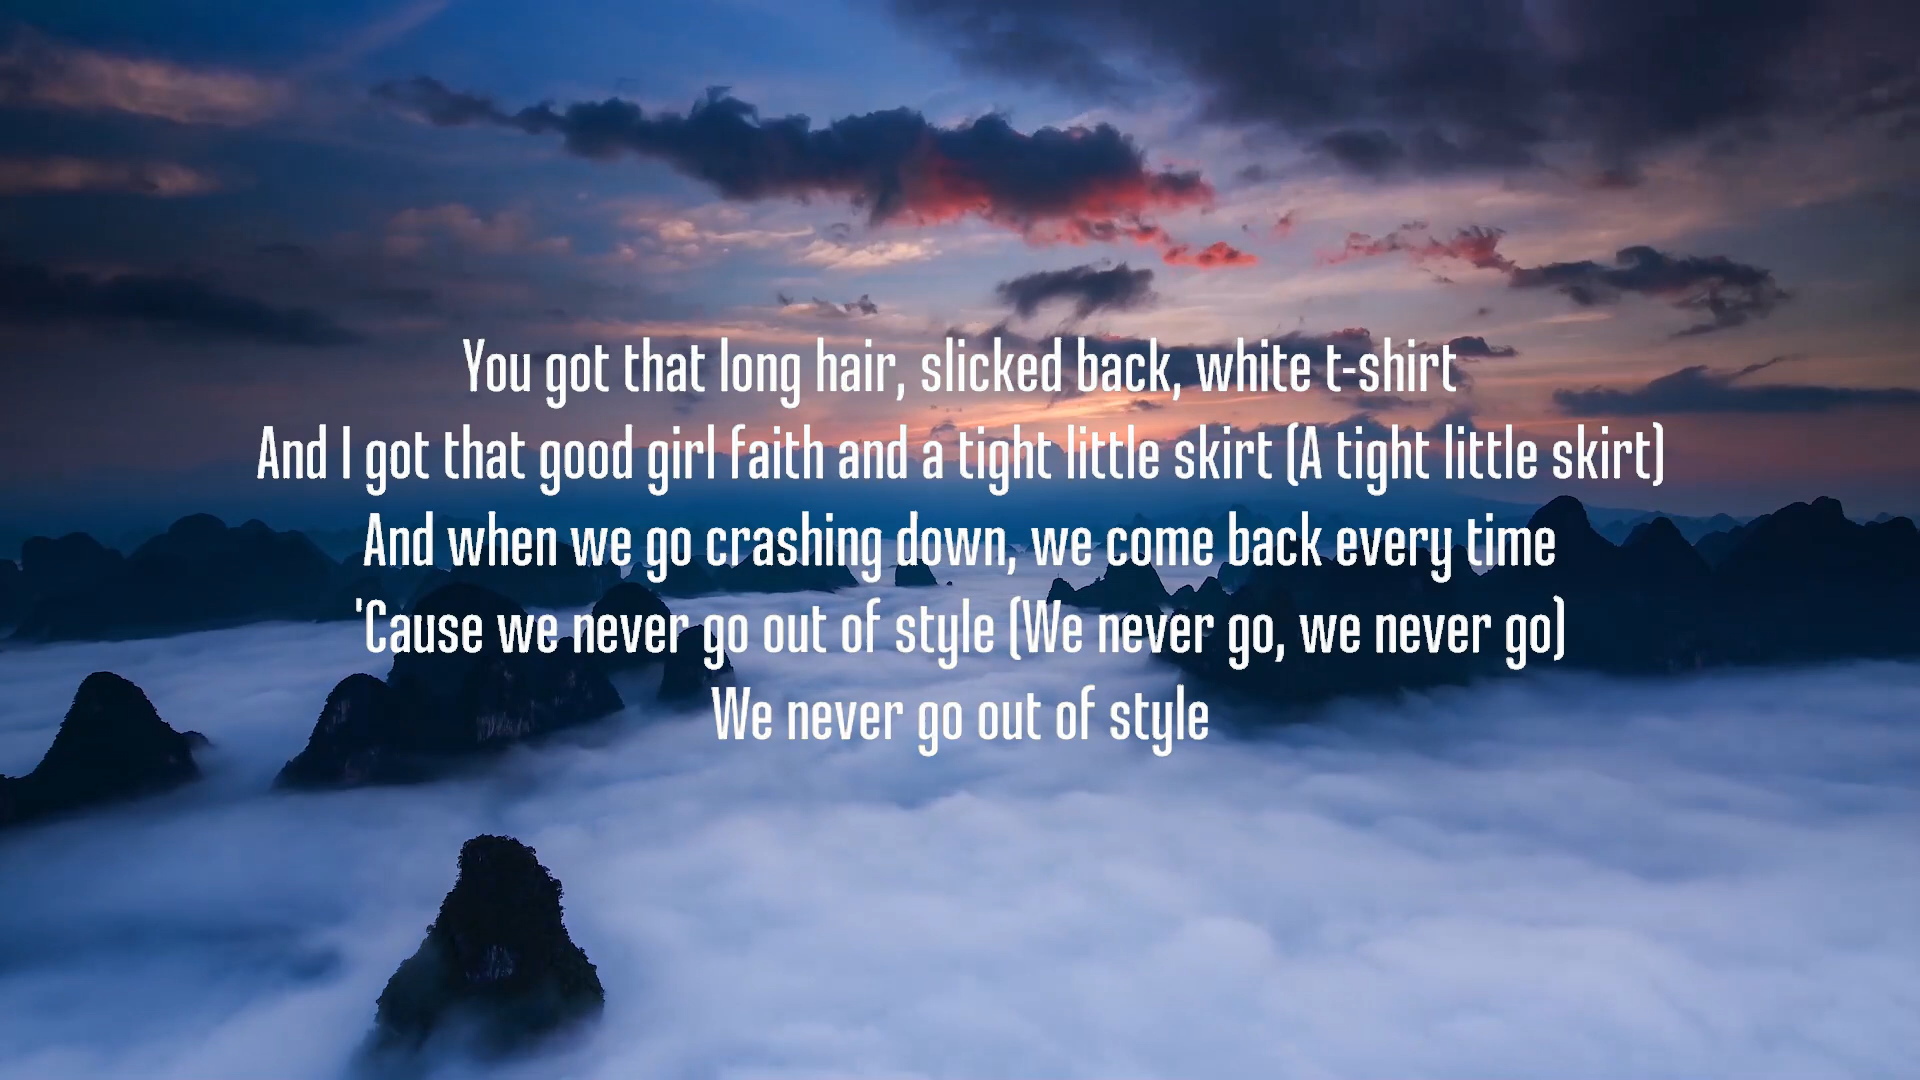 You got that long hair, slicked back, white t-shirt
And I got that good girl faith and a tight little skirt (A tight little skirt)
And when we go crashing down, we come back every time
'Cause we never go out of style (We never go, we never go)
We never go out of style